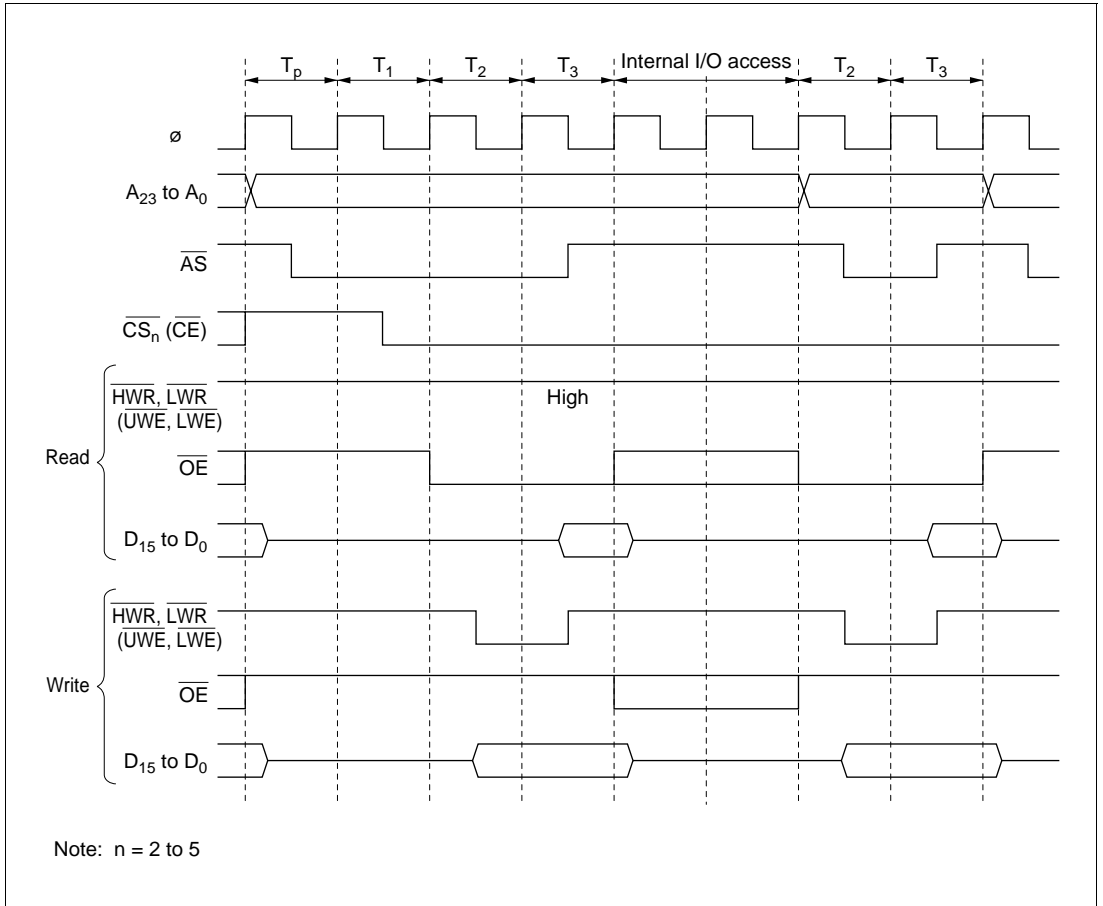 Tp T1 T2 T3 Internal I/O access T2 T3
ø
A23 to A0
AS
CSn (CE)
HWR, LWR
(UWE, LWE)
High
Read
OE
D15 to D0
HWR, LWR
(UWE, LWE)
Write
OE
D15 to D0
Note: n = 2 to 5